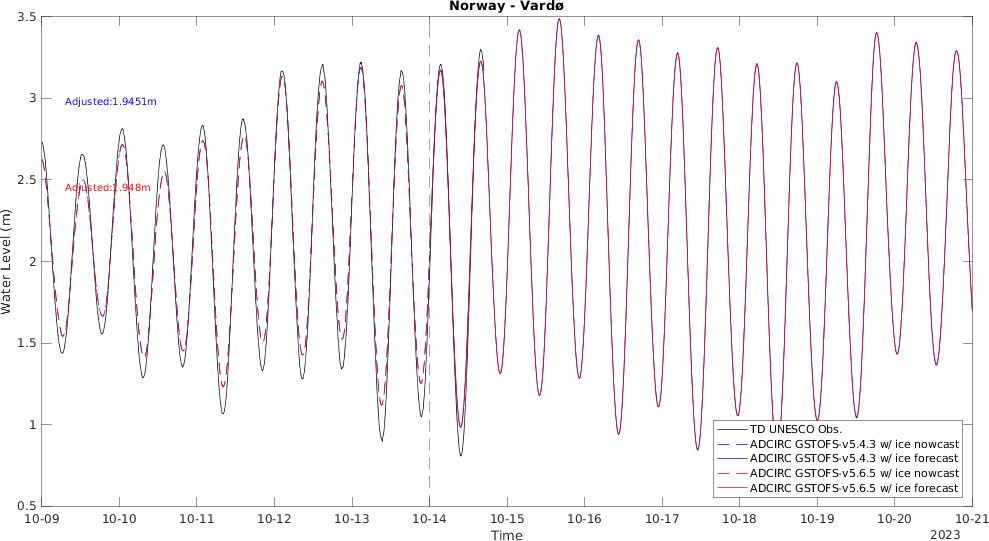 Norway - Vardø
3.5
3
2.5
2
1.5
1
0.5
Water Level (m)
Adjusted:1.9451m
Adjusted:1.948m
TD UNESCO Obs.
ADCIRC GSTOFS-v5.4.3 w/ ice nowcast
ADCIRC GSTOFS-v5.4.3 w/ ice forecast
ADCIRC GSTOFS-v5.6.5 w/ ice nowcast
ADCIRC GSTOFS-v5.6.5 w/ ice forecast
10-09 10-10 10-11 10-12 10-13 10-14 10-15 10-16 10-17 10-18 10-19 10-20 10-21
Time
2023